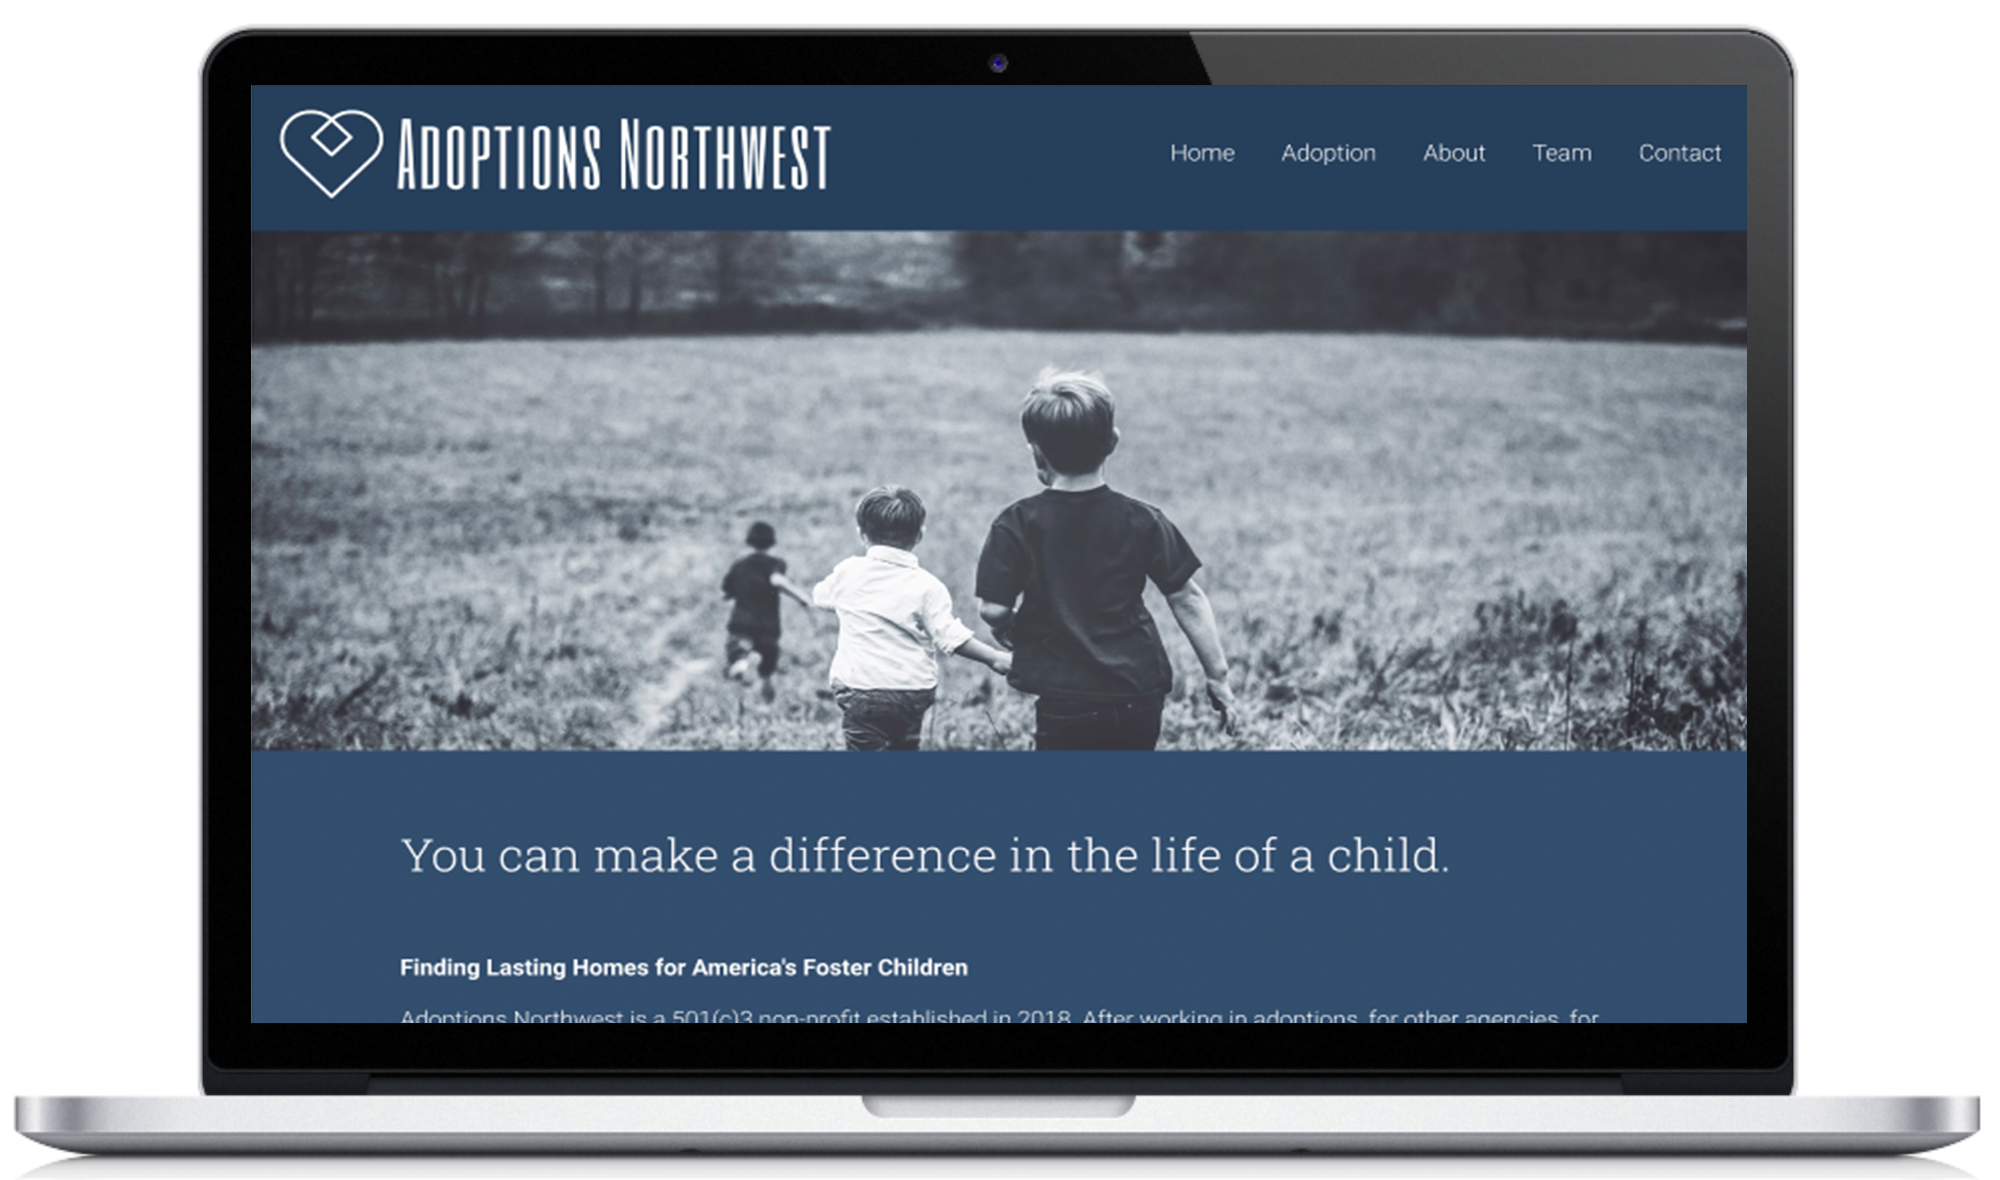 Adoptions Northwest
Home Adoption About Team Contact
You can make a difference in the life of a child.
Finding Lasting Homes for America's Foster Children
Adoptions Northwest is a 501(c)3 non-profit established in 2018. After working in adoptions, for other agencies, for